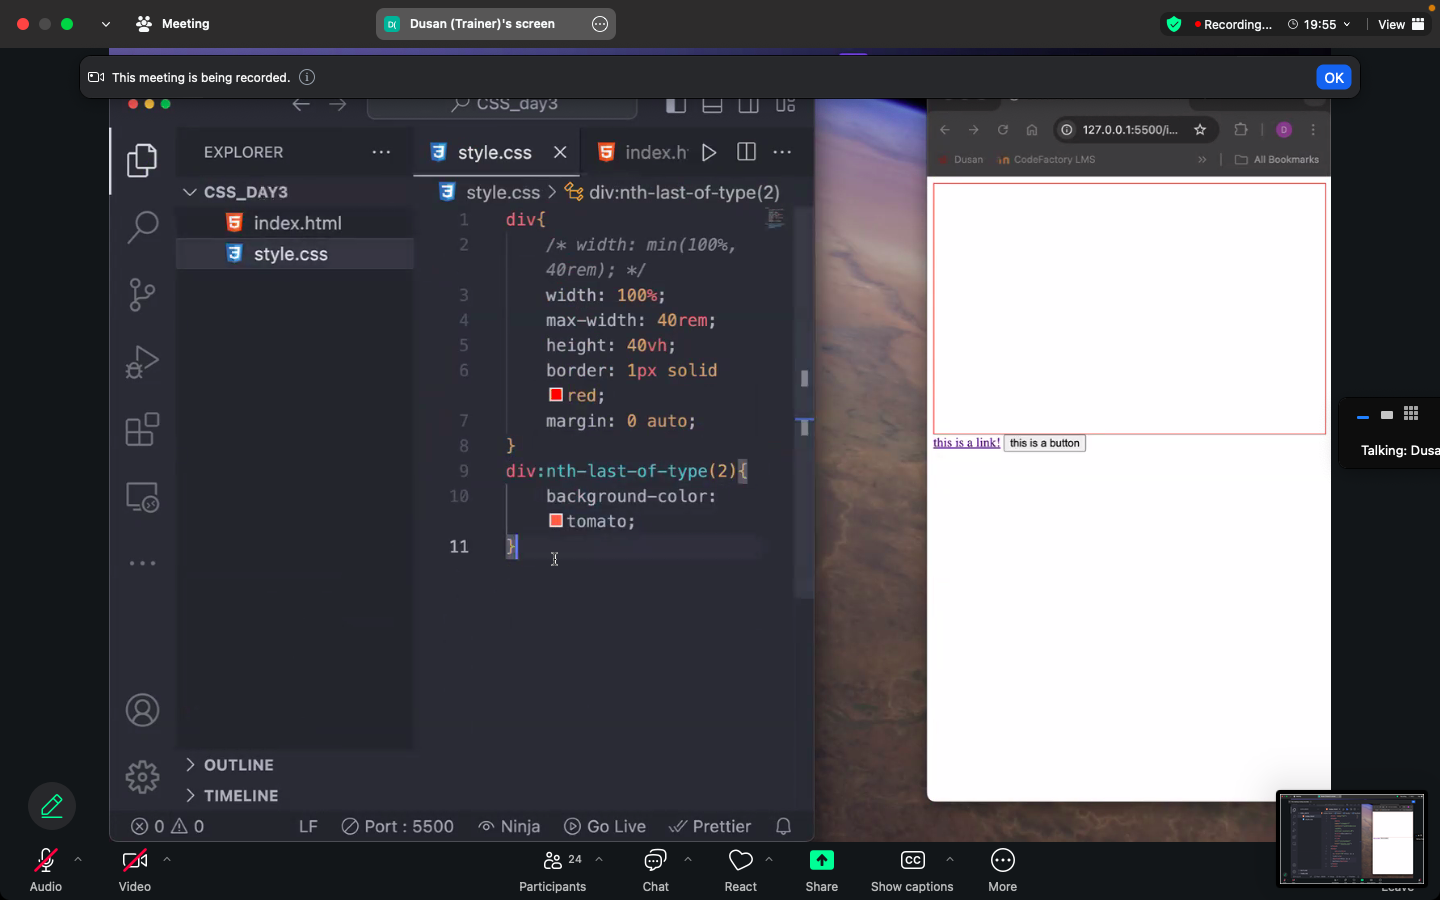 Meeting
D( Dusan (Trainer)'s screen
Recording...
19:55
View
This meeting is being recorded.
OK
CSS_day3
EXPLORER
CSS_DAY3
index.html
style.css
style.css
index.h
style.css > div:nth-last-of-type(2)
1 div{
2 /* width: min(100%,
40rem); */
3 width: 100%;
4 max-width: 40rem;
5 height: 40vh;
6 border: 1px solid
red;
7 margin: 0 auto;
8 }
9 div:nth-last-of-type(2){
10 background-color:
tomato;
11 }
OUTLINE
TIMELINE
0 0
LF
Port : 5500
Ninja
Go Live
Prettier
127.0.0.1:5500/i...
D
Dusan
CodeFactory LMS
All Bookmarks
this is a link! this is a button
Talking: Dusa
Audio
Video
24
Participants
Chat
React
Share
CC
Show captions
More
Leave